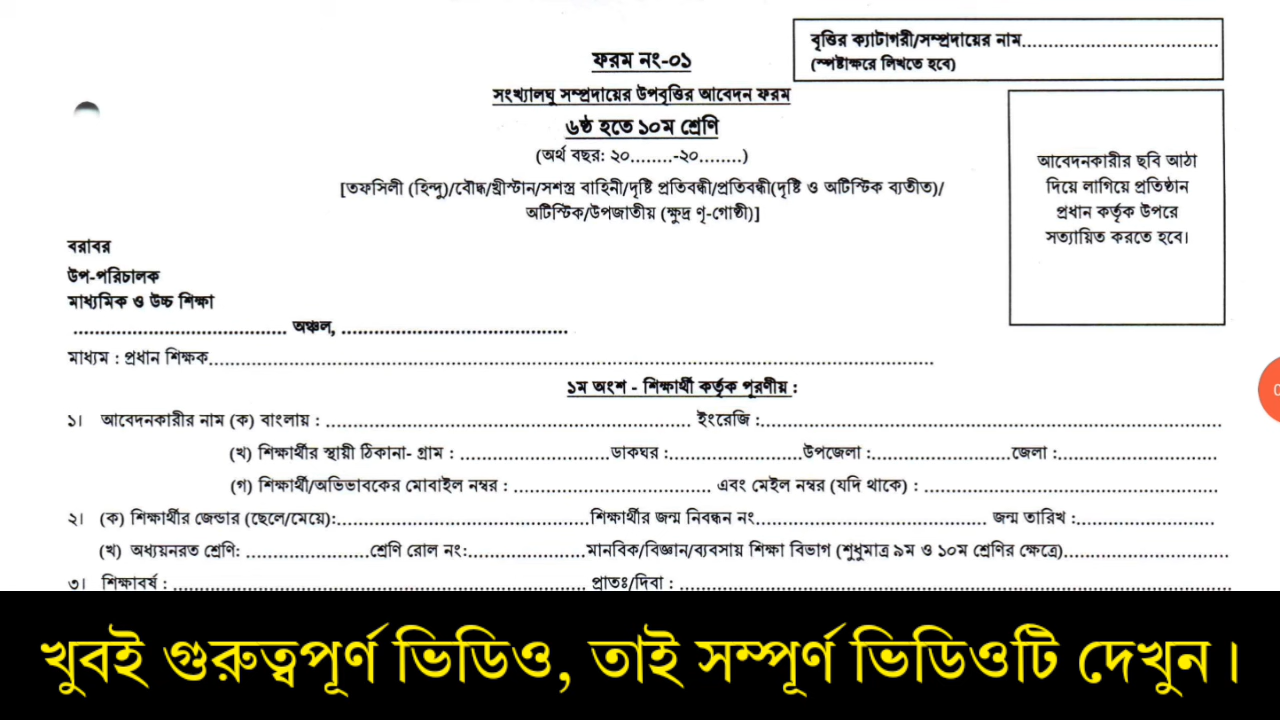 বৃত্তির ক্যাটাগরী/সম্প্রদায়ের নাম.....................................
(স্পষ্টাক্ষরে লিখতে হবে)
ফরম নং-০১
সংখ্যালঘু সম্প্রদায়ের উপবৃত্তির আবেদন ফরম
৬ষ্ঠ হতে ১০ম শ্রেণি
(অর্থ বছর: ২০........-২০........)
[তফসিলী (হিন্দু)/বৌদ্ধ/খ্রীস্টান/সশস্ত্র বাহিনী/দৃষ্টি প্রতিবন্ধী/প্রতিবন্ধী(দৃষ্টি ও অটিস্টিক ব্যতীত)/
অটিস্টিক/উপজাতীয় (ক্ষুদ্র ণৃ-গোষ্ঠী)]
আবেদনকারীর ছবি আঠা
দিয়ে লাগিয়ে প্রতিষ্ঠান
প্রধান কর্তৃক উপরে
সত্যায়িত করতে হবে।
বরাবর
উপ-পরিচালক
মাধ্যমিক ও উচ্চ শিক্ষা
........................................ অঞ্চল, ..........................................
মাধ্যম : প্রধান শিক্ষক........................................................................................................................................
১ম অংশ - শিক্ষার্থী কর্তৃক পূরণীয় :
১। আবেদনকারীর নাম (ক) বাংলায় : .................................................................... ইংরেজি :......................................................................................
(খ) শিক্ষার্থীর স্থায়ী ঠিকানা- গ্রাম : ............................ডাকঘর :.........................উপজেলা :..........................জেলা :..............................
(গ) শিক্ষার্থী/অভিভাবকের মোবাইল নম্বর : ..................................... এবং মেইল নম্বর (যদি থাকে) : .......................................................
২। (ক) শিক্ষার্থীর জেন্ডার (ছেলে/মেয়ে):...............................................শিক্ষার্থীর জন্ম নিবন্ধন নং........................................... জন্ম তারিখ :..........................
(খ) অধ্যয়নরত শ্রেণি: .......................শ্রেণি রোল নং:......................মানবিক/বিজ্ঞান/ব্যবসায় শিক্ষা বিভাগ (শুধুমাত্র ৯ম ও ১০ম শ্রেণির ক্ষেত্রে)...............................
৩। শিক্ষাবর্ষ : ............................................................................. প্রাতঃ/দিবা : .......................................................................................................
খুবই গুরুত্বপূর্ণ ভিডিও, তাই সম্পূর্ণ ভিডিওটি দেখুন।